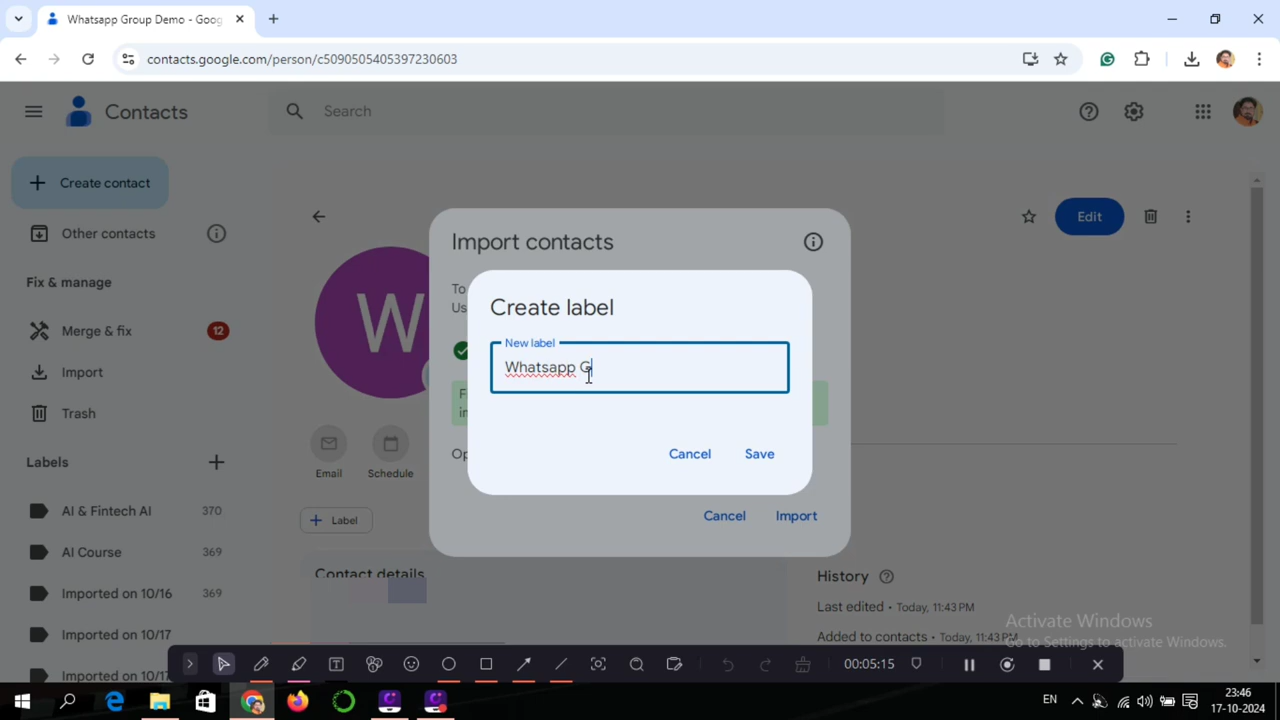 Whatsapp Group Demo - Goog
contacts.google.com/person/c5090505405397230603
Contacts
Search
Create contact
Other contacts
Fix & manage
Merge & fix
12
Import
Trash
Labels
AI & Fintech AI
370
AI Course
369
Imported on 10/16
369
Imported on 10/17
Imported on 10/17
W
Edit
Email
Schedule
Label
Contact details
History
Last edited • Today, 11:43 PM
Added to contacts • Today, 11:43 PM
Import contacts
To
Us
F
in
Op
Cancel
Import
Create label
New label
Whatsapp G
Cancel
Save
Activate Windows
Go to Settings to activate Windows.
00:05:15
EN
23:46
17-10-2024